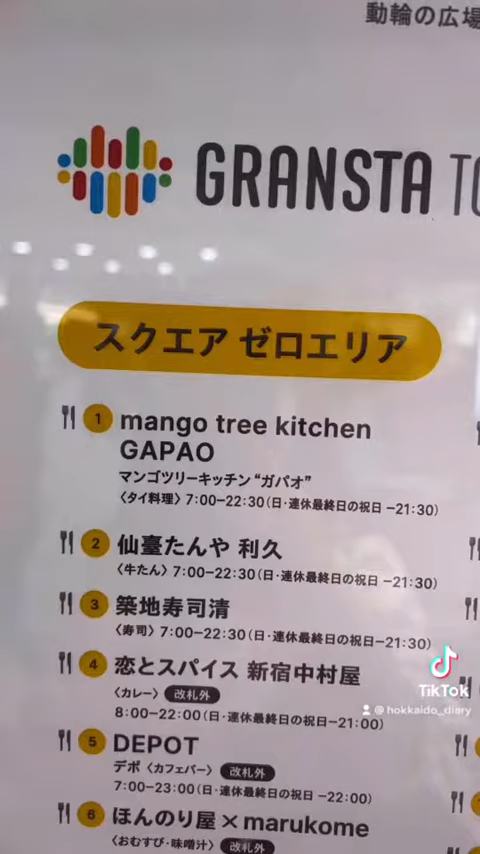 動輪の広場
GRANSTA
スクエア ゼロエリア
1 mango tree kitchen
GAPAO
マンゴツリーキッチン“ガパオ”
〈タイ料理〉7:00−22:30(日・連休最終日の祝日 −21:30)
2 仙臺たんや 利久
〈牛たん〉7:00−22:30(日・連休最終日の祝日 −21:30)
3 築地寿司清
〈寿司〉7:00−22:30(日・連休最終日の祝日−21:30)
4 恋とスパイス 新宿中村屋
〈カレー〉 改札外
8:00−22:00(日・連休最終日の祝日−21:00)
5 DEPOT
デポ〈カフェバー〉 改札外
7:00−23:00(日・連休最終日の祝日 −22:00)
6 ほんのり屋×marukome
〈おむすび・味噌汁〉 改札外
TikTok
@hokkaido_diary